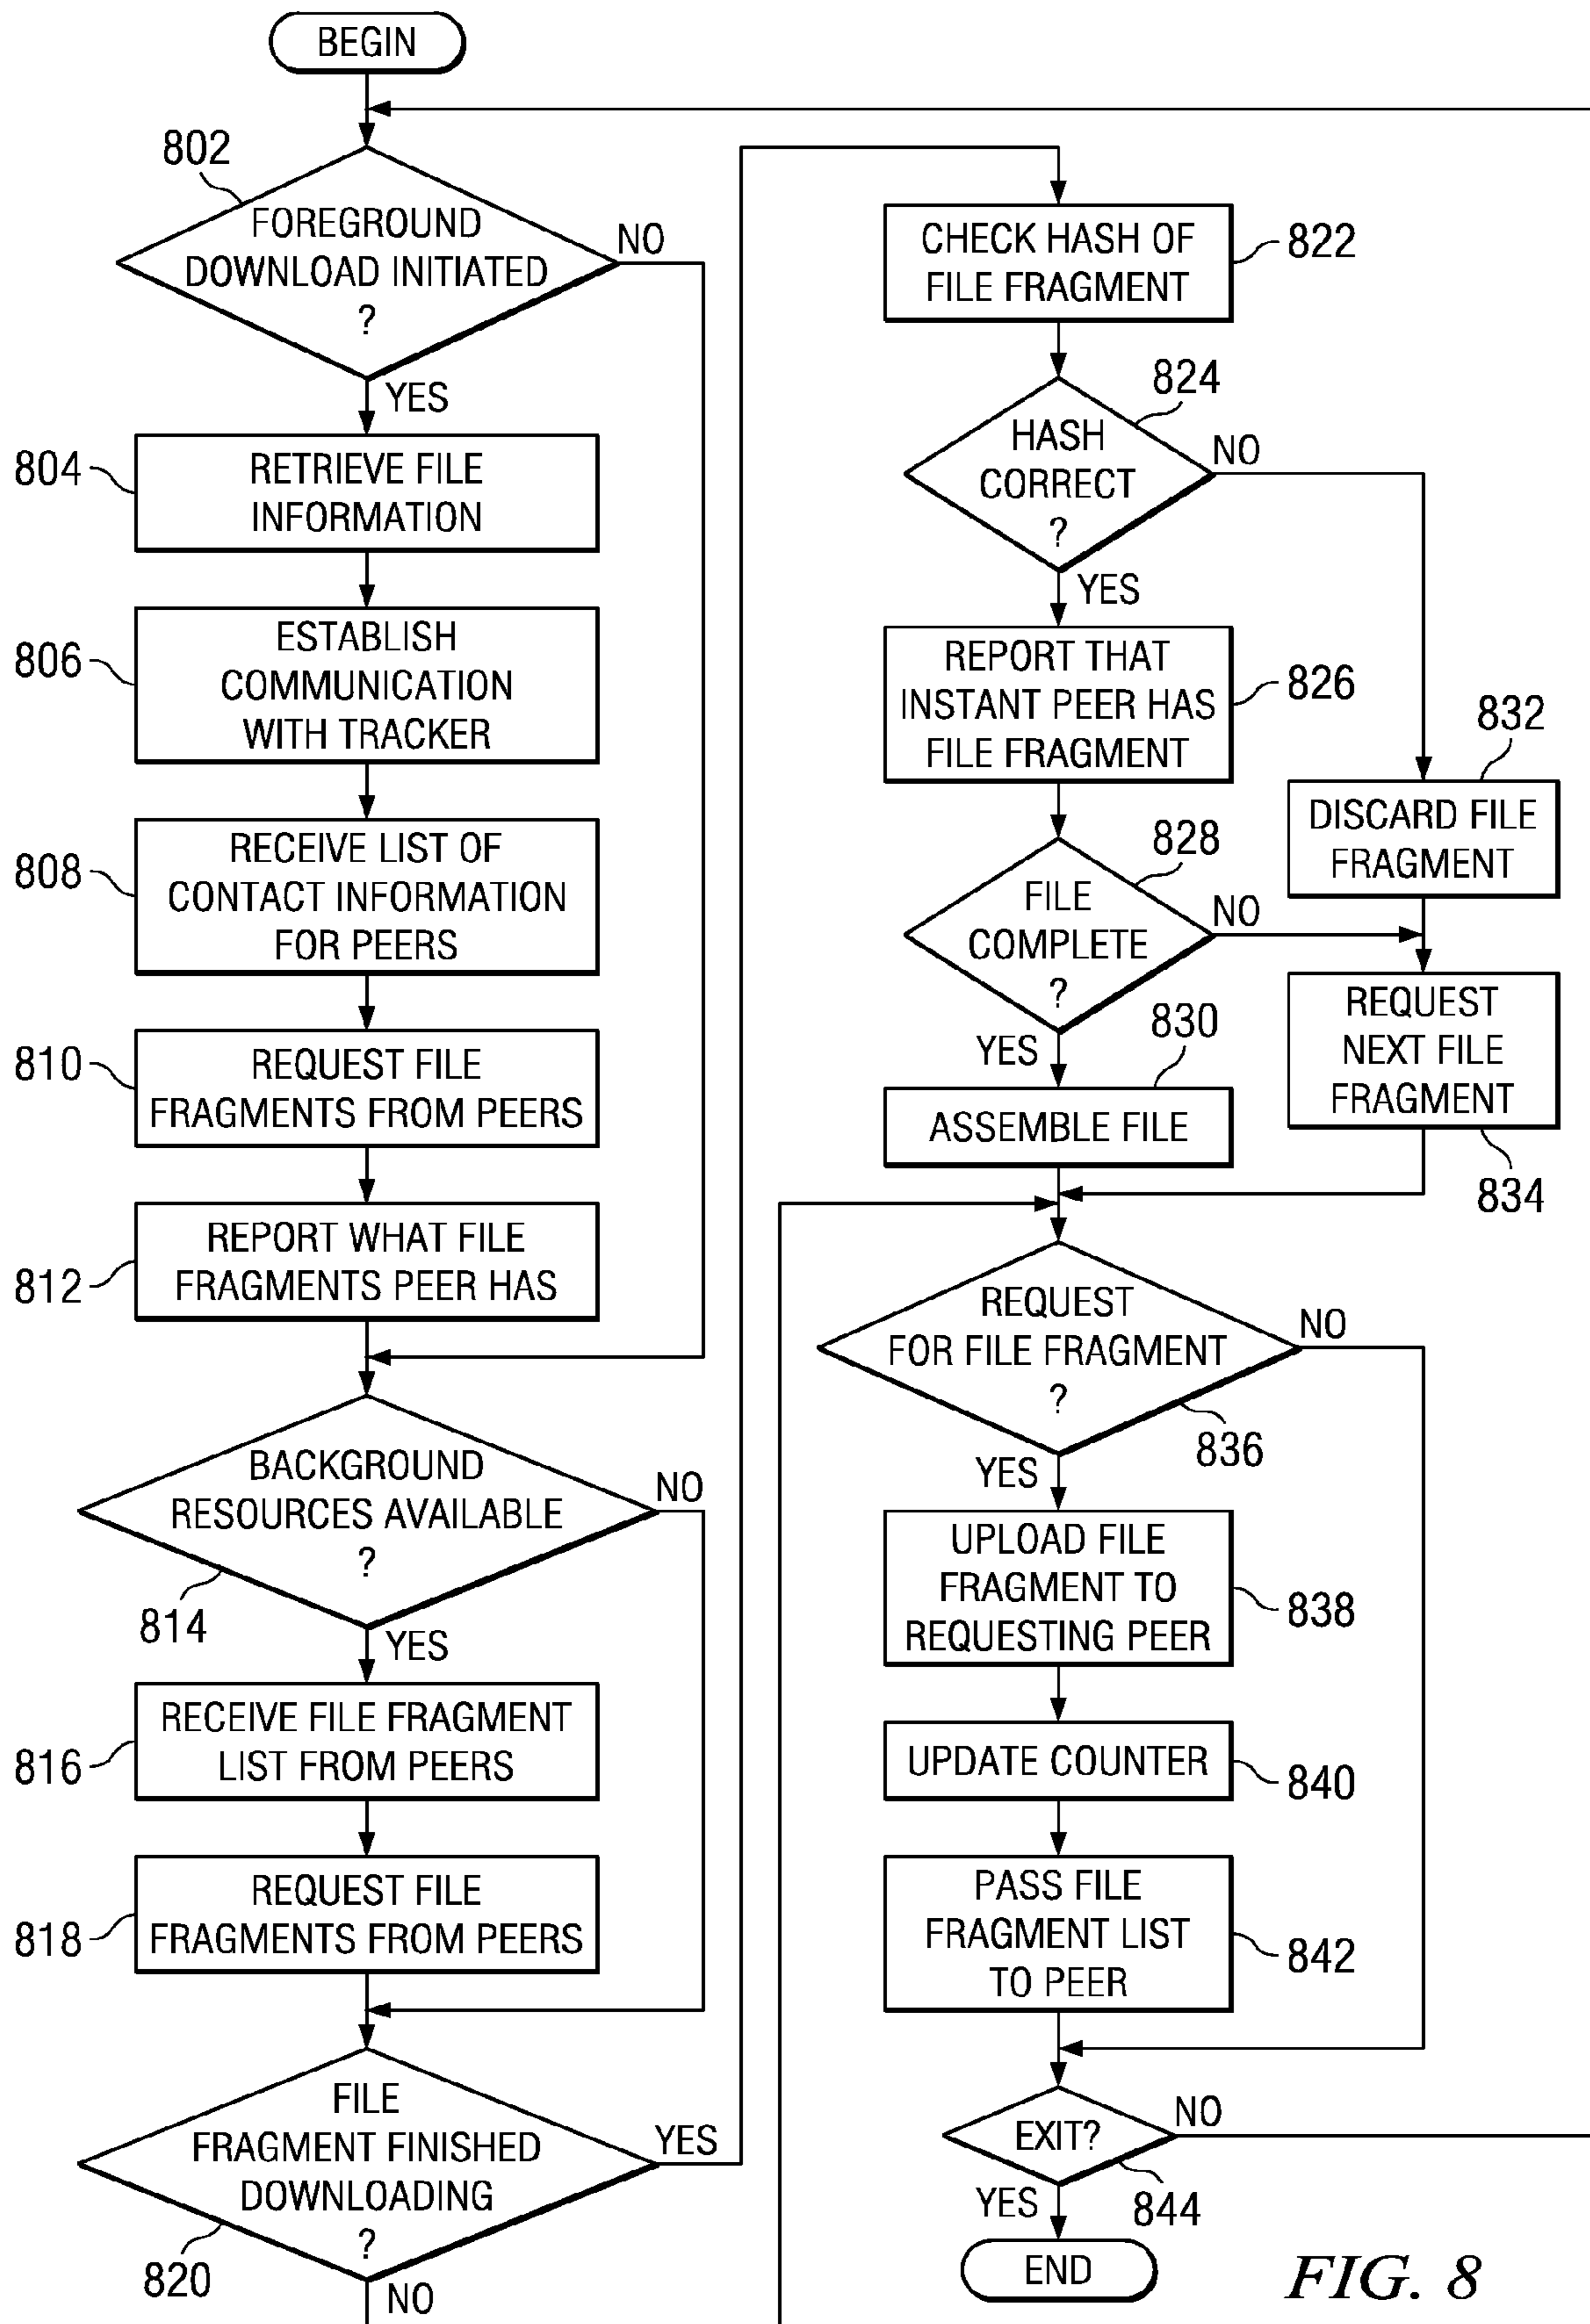 BEGIN
802
FOREGROUND
DOWNLOAD INITIATED
?
NO
YES
804
RETRIEVE FILE
INFORMATION
806
ESTABLISH
COMMUNICATION
WITH TRACKER
808
RECEIVE LIST OF
CONTACT INFORMATION
FOR PEERS
810
REQUEST FILE
FRAGMENTS FROM PEERS
812
REPORT WHAT FILE
FRAGMENTS PEER HAS
BACKGROUND
RESOURCES AVAILABLE
?
NO
814
YES
816
RECEIVE FILE FRAGMENT
LIST FROM PEERS
818
REQUEST FILE
FRAGMENTS FROM PEERS
FILE
FRAGMENT FINISHED
DOWNLOADING
?
YES
820
NO
CHECK HASH OF
FILE FRAGMENT
822
824
HASH
CORRECT
?
NO
YES
REPORT THAT
INSTANT PEER HAS
FILE FRAGMENT
826
832
DISCARD FILE
FRAGMENT
828
FILE
COMPLETE
?
NO
YES
830
ASSEMBLE FILE
REQUEST
NEXT FILE
FRAGMENT
834
REQUEST
FOR FILE FRAGMENT
?
NO
836
YES
UPLOAD FILE
FRAGMENT TO
REQUESTING PEER
838
UPDATE COUNTER
840
PASS FILE
FRAGMENT LIST
TO PEER
842
EXIT?
NO
YES
844
END
FIG. 8